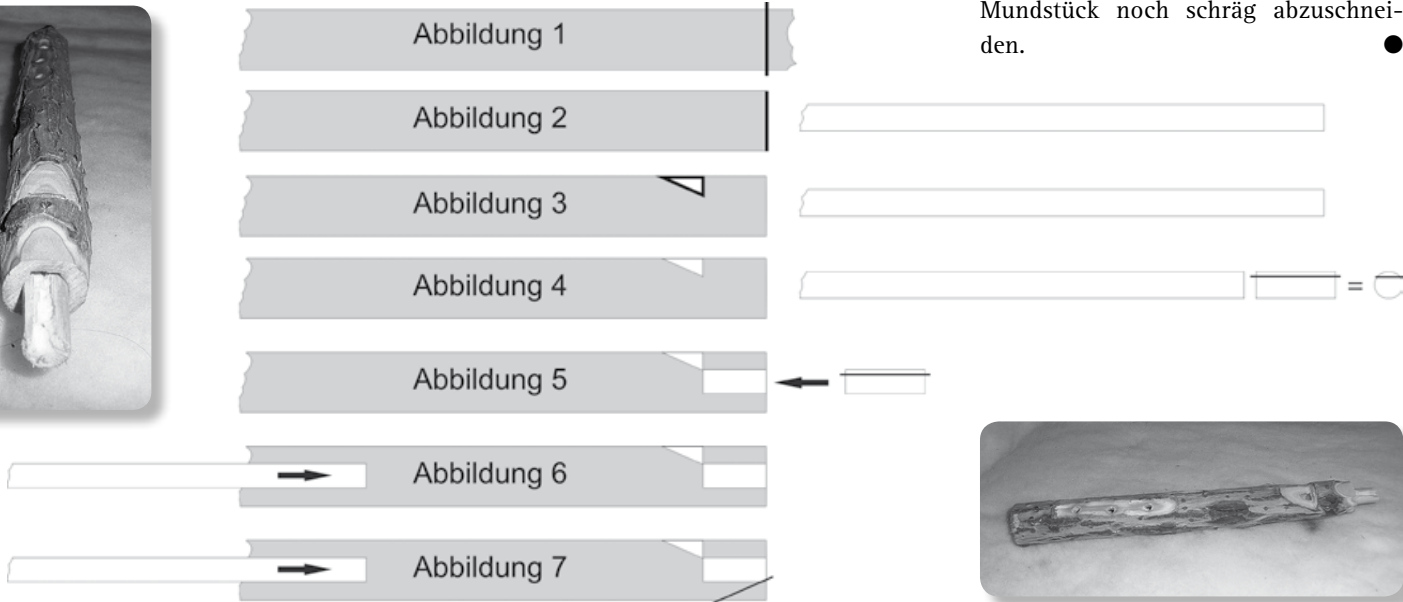 Mundstück noch schräg abzuschnei-
den.
Abbildung 1
Abbildung 2
Abbildung 3
Abbildung 4
=
Abbildung 5
Abbildung 6
Abbildung 7